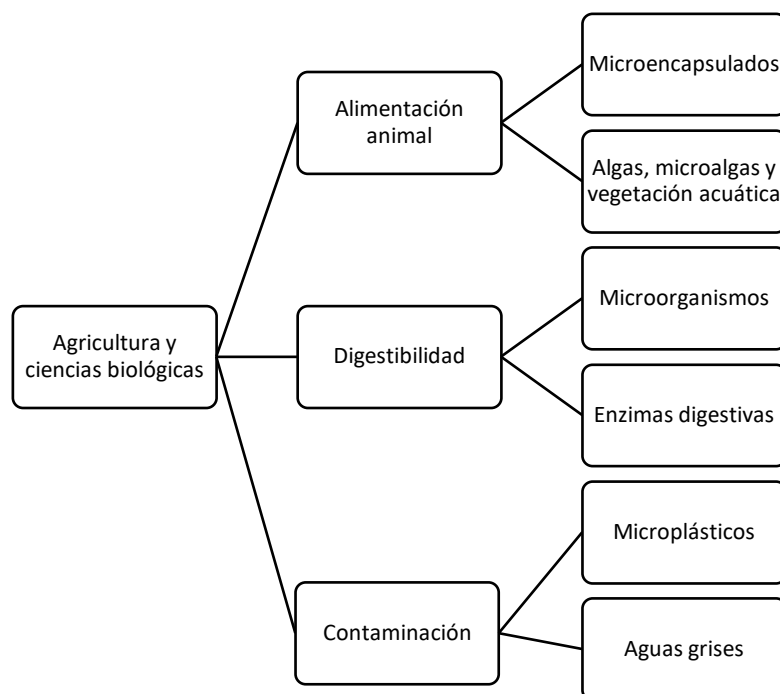 Agricultura y
ciencias biológicas
Alimentación
animal
Microencapsulados
Algas, microalgas y
vegetación acuática
Digestibilidad
Microorganismos
Enzimas digestivas
Contaminación
Microplásticos
Aguas grises